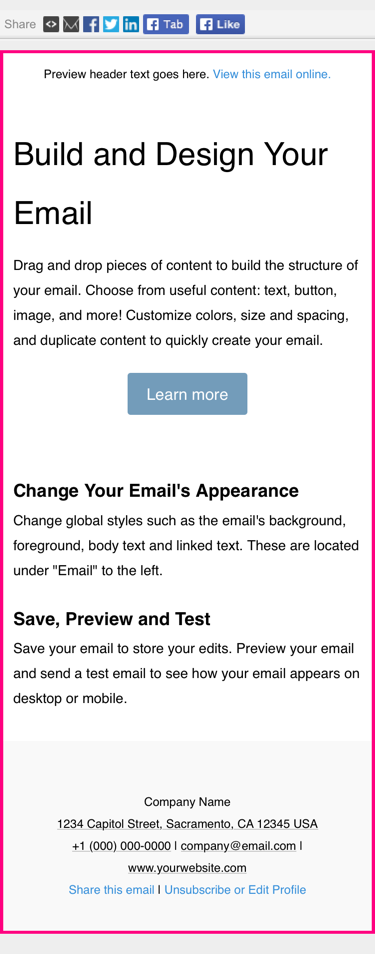 Share Tab Like
Preview header text goes here. View this email online.
Build and Design Your
Email
Drag and drop pieces of content to build the structure of
your email. Choose from useful content: text, button,
image, and more! Customize colors, size and spacing,
and duplicate content to quickly create your email.
Learn more
Change Your Email's Appearance
Change global styles such as the email's background,
foreground, body text and linked text. These are located
under "Email" to the left.
Save, Preview and Test
Save your email to store your edits. Preview your email
and send a test email to see how your email appears on
desktop or mobile.
Company Name
1234 Capitol Street, Sacramento, CA 12345 USA
+1 (000) 000-0000 | company@email.com |
www.yourwebsite.com
Share this email | Unsubscribe or Edit Profile